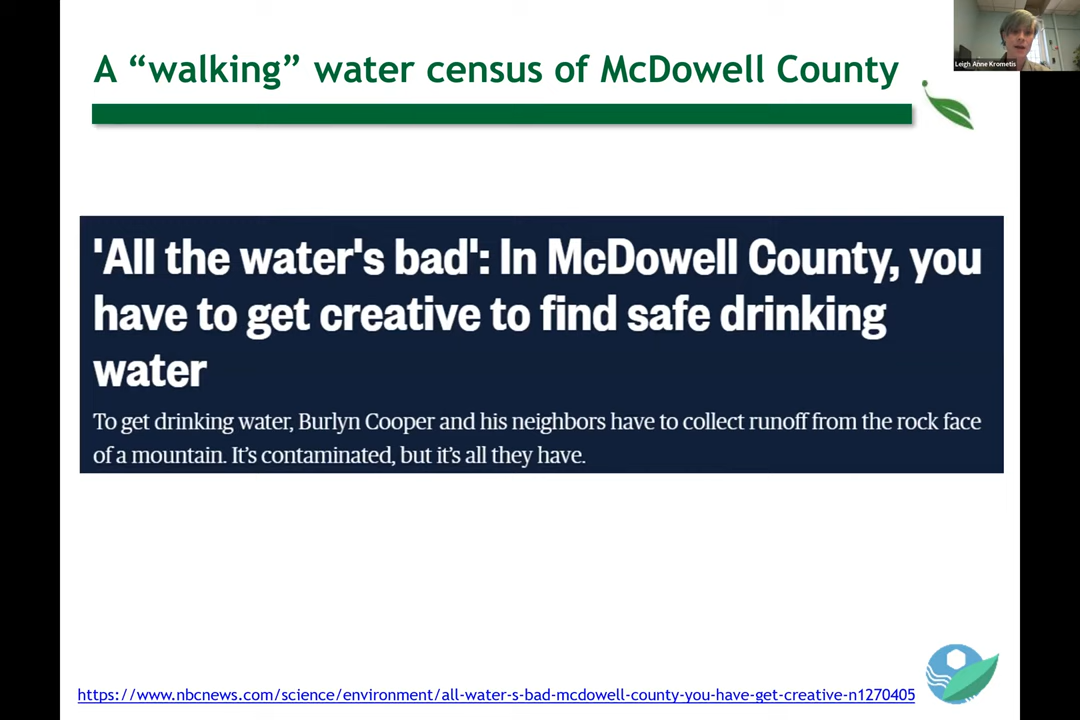 A “walking” water census of McDowell County
Leigh Anne Krometis
'All the water's bad': In McDowell County, you
have to get creative to find safe drinking
water
To get drinking water, Burlyn Cooper and his neighbors have to collect runoff from the rock face
of a mountain. It’s contaminated, but it’s all they have.
https://www.nbcnews.com/science/environment/all-water-s-bad-mcdowell-county-you-have-get-creative-n1270405